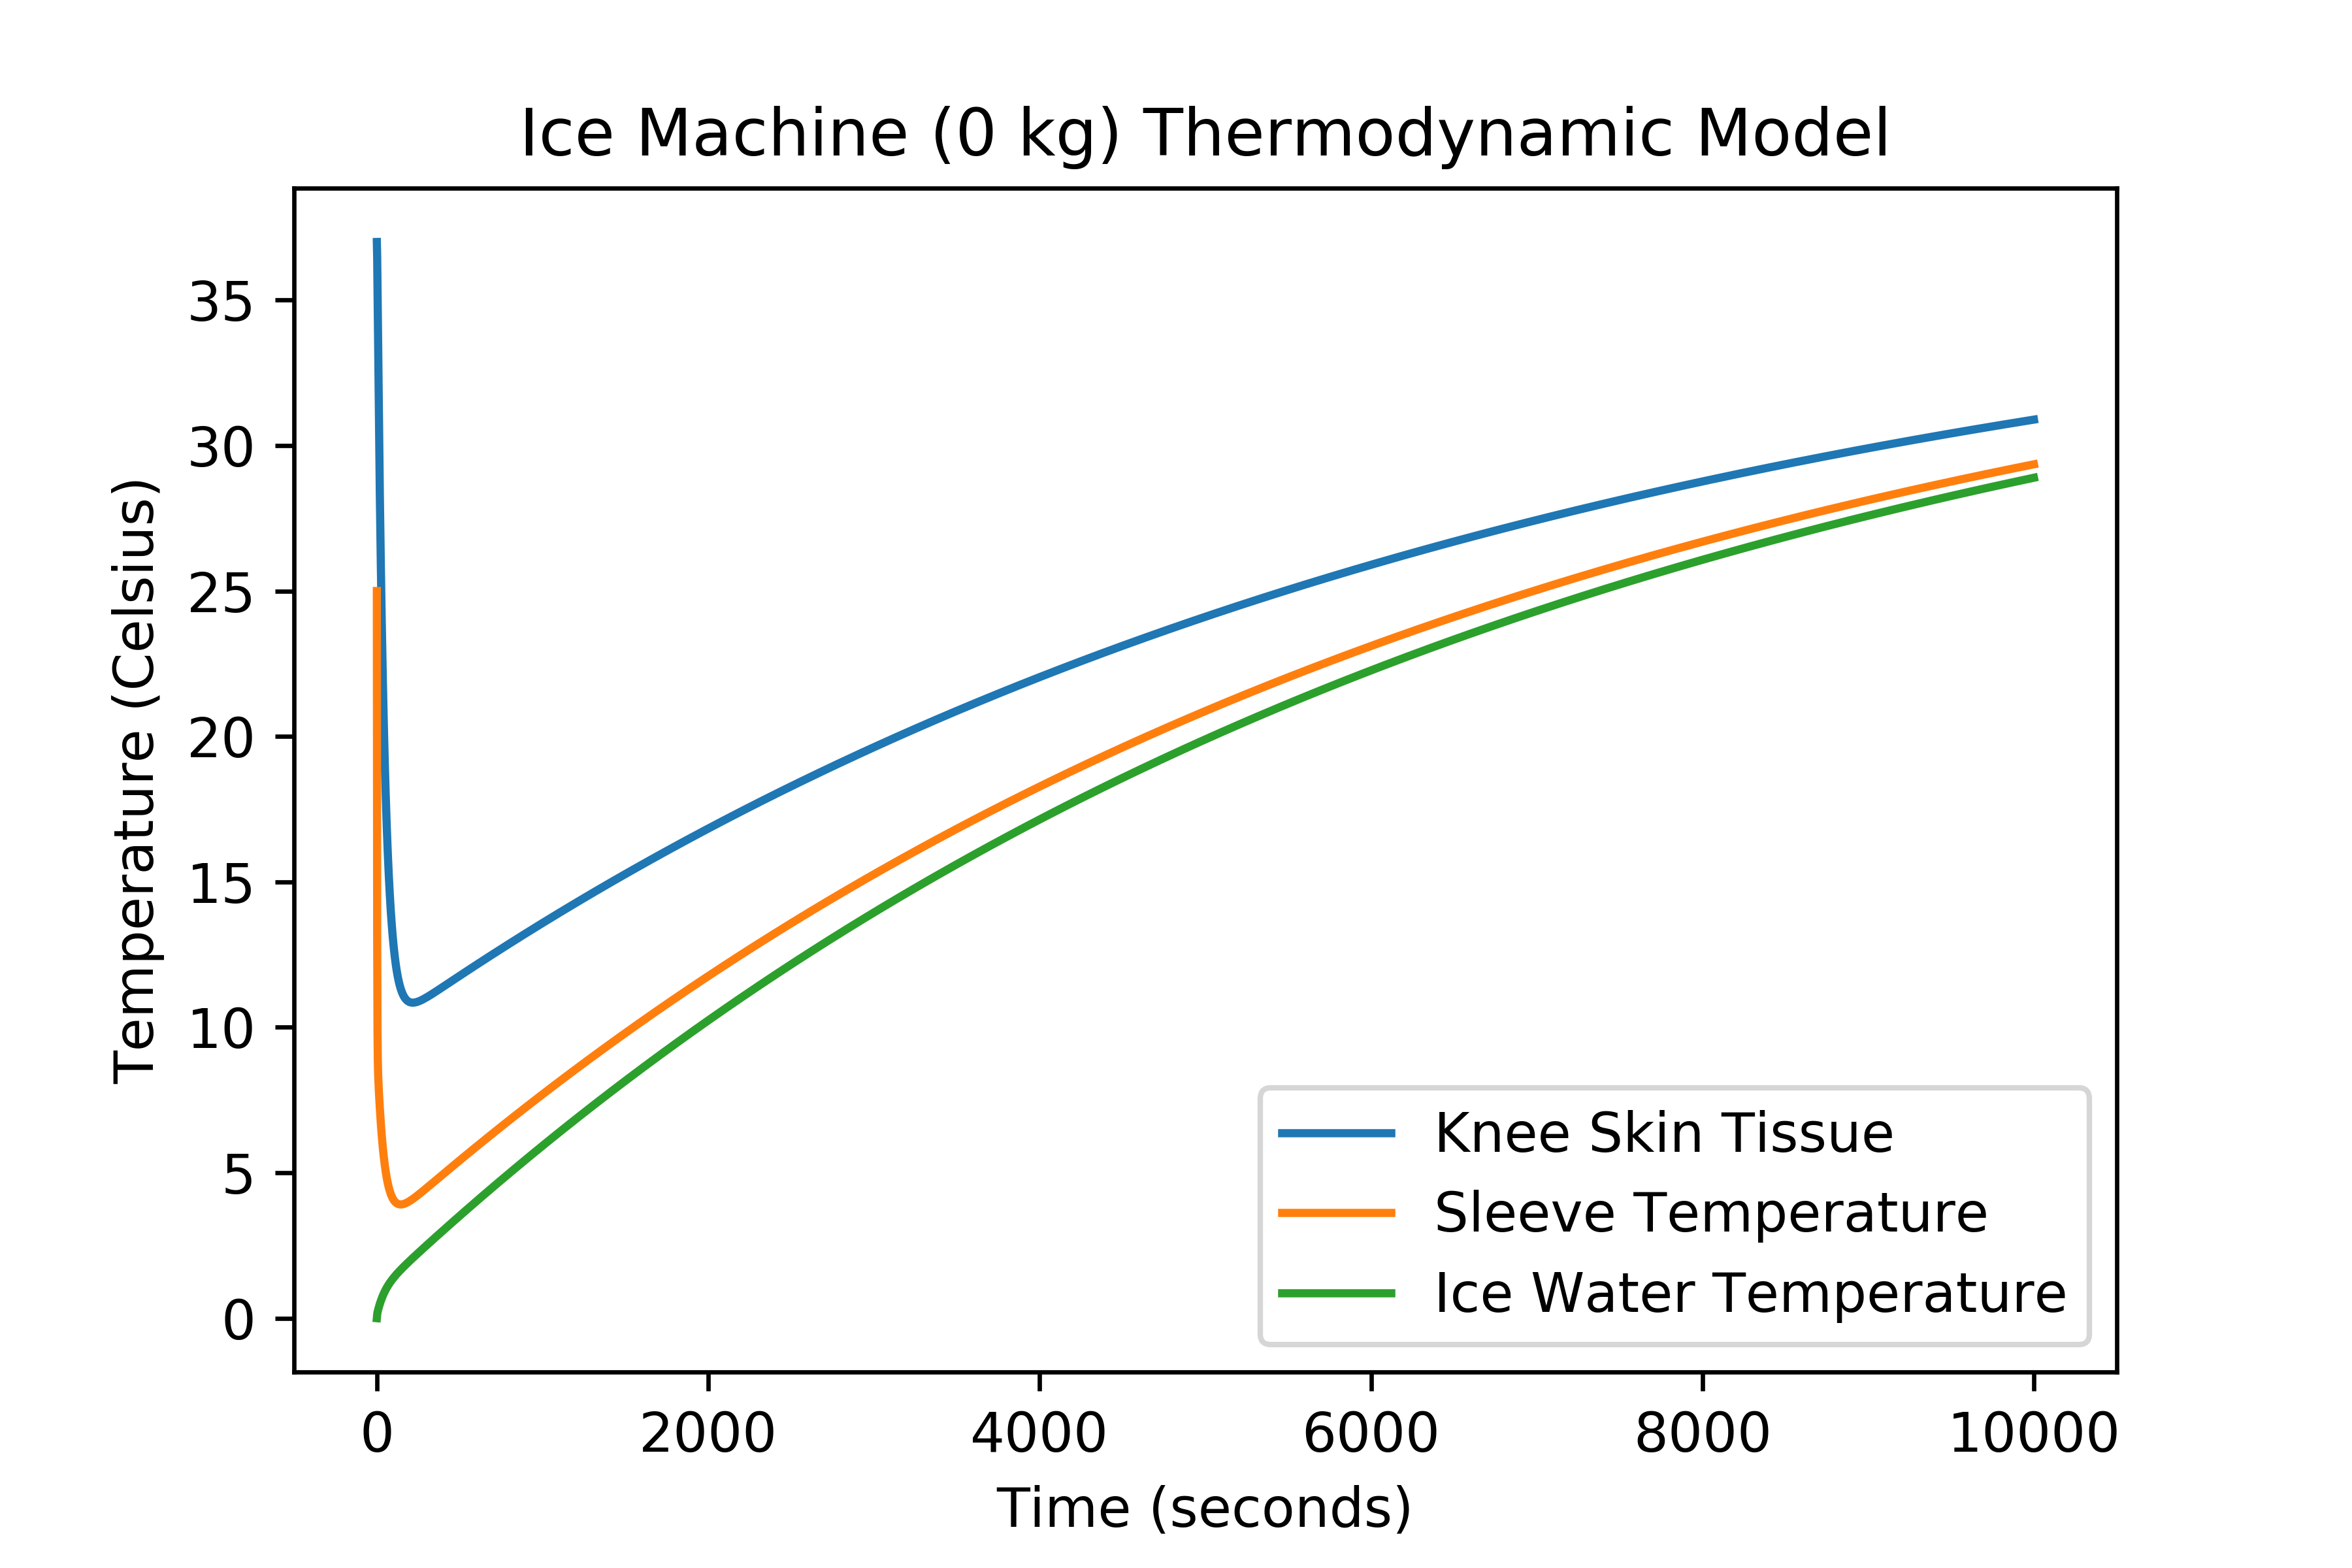 Ice Machine (0 kg) Thermodynamic Model
Temperature (Celsius)
35
30
25
20
15
10
5
0
Knee Skin Tissue
Sleeve Temperature
Ice Water Temperature
0 2000 4000 6000 8000 10000
Time (seconds)